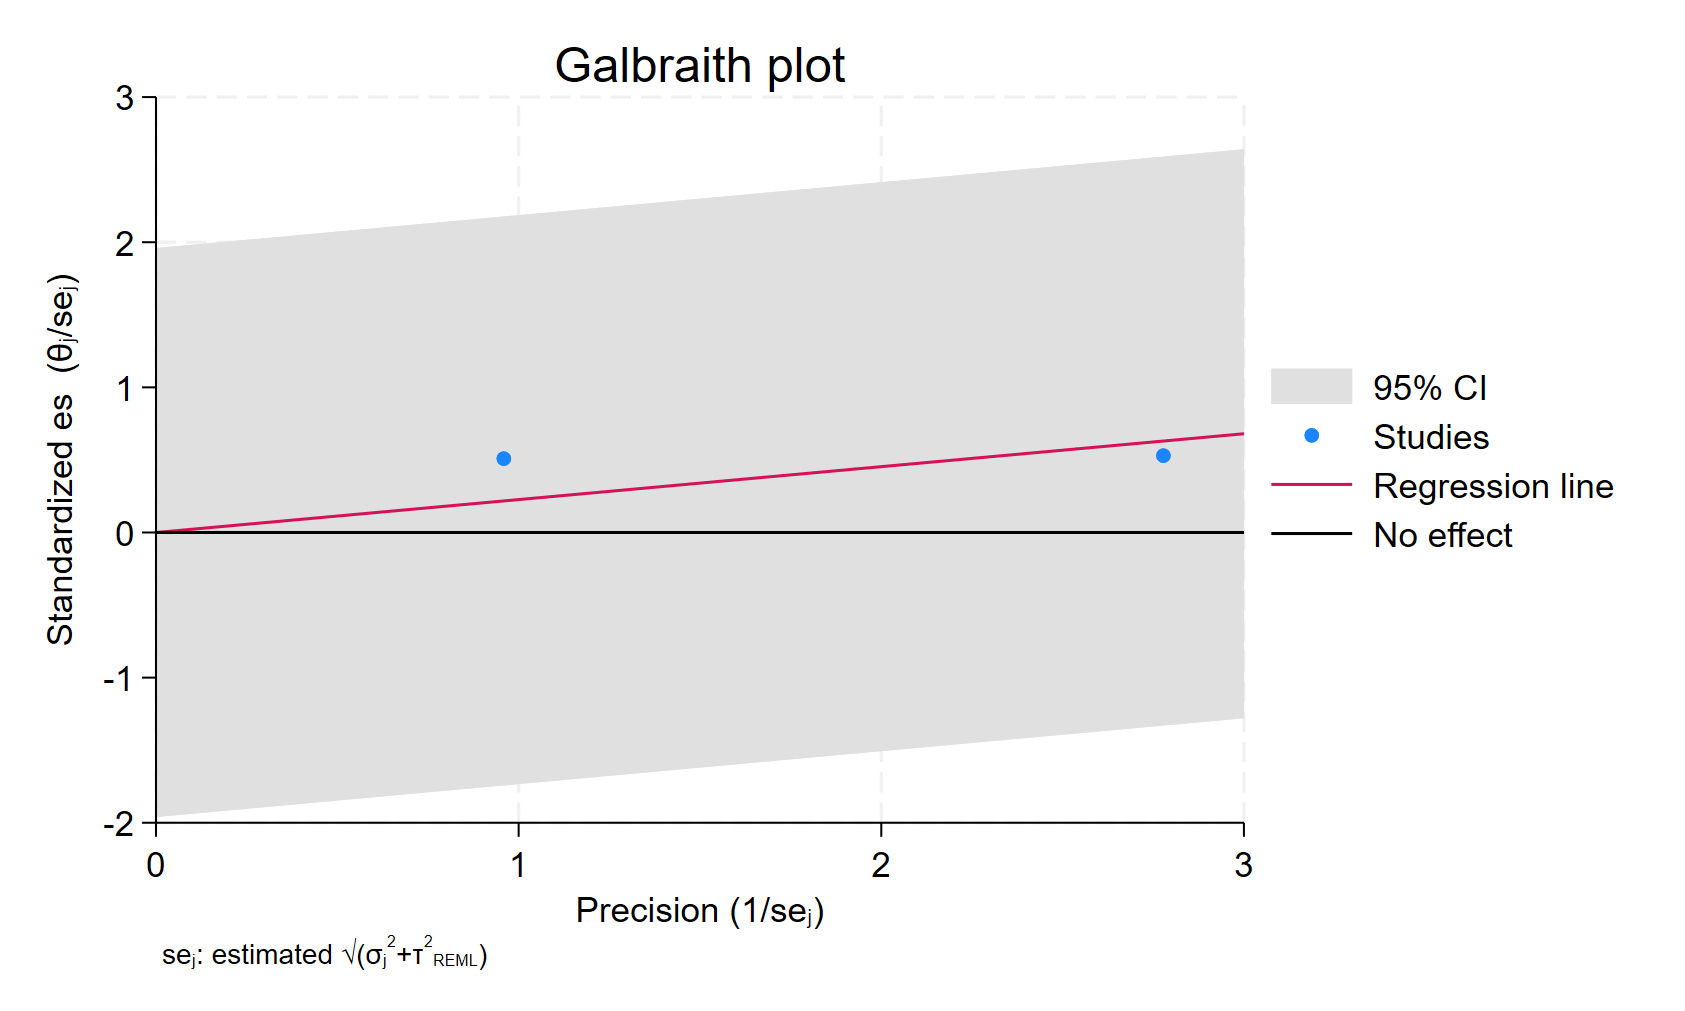 Galbraith plot
3
2
1
0
-1
-2
Standardized es (θⱼ/seⱼ)
0 1 2 3
Precision (1/seⱼ)
95% CI
Studies
Regression line
No effect
seⱼ: estimated √(σⱼ²+τ²REML)